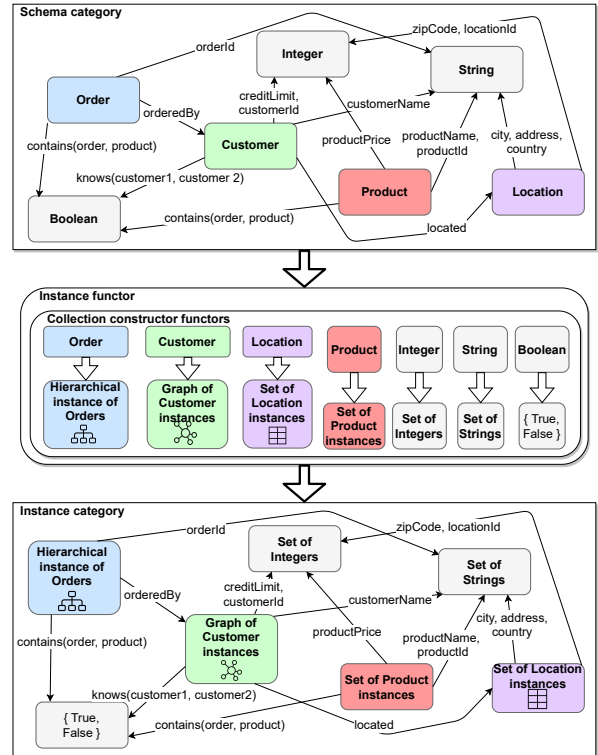 Schema category
orderId
zipCode, locationId
Integer
String
Order
creditLimit,
customerId
customerName
orderedBy
Customer
productPrice
productName,
productId
city, address,
country
contains(order, product)
knows(customer1, customer 2)
Product
Location
Boolean
contains(order, product)
located
Instance functor
Collection constructor functors
Order
Customer
Location
Product
Integer
String
Boolean
Hierarchical
instance of
Orders
Graph of
Customer
instances
Set of
Location
instances
Set of
Product
instances
Set of
Integers
Set of
Strings
{ True,
False }
Instance category
orderId
zipCode, locationId
Set of
Integers
Set of
Strings
Hierarchical
instance of
Orders
orderedBy
creditLimit,
customerId
customerName
Graph of
Customer
instances
productPrice
productName,
productId
city, address,
country
contains(order, product)
knows(customer1, customer2)
Set of Product
instances
Set of Location
instances
{ True,
False }
contains(order, product)
located